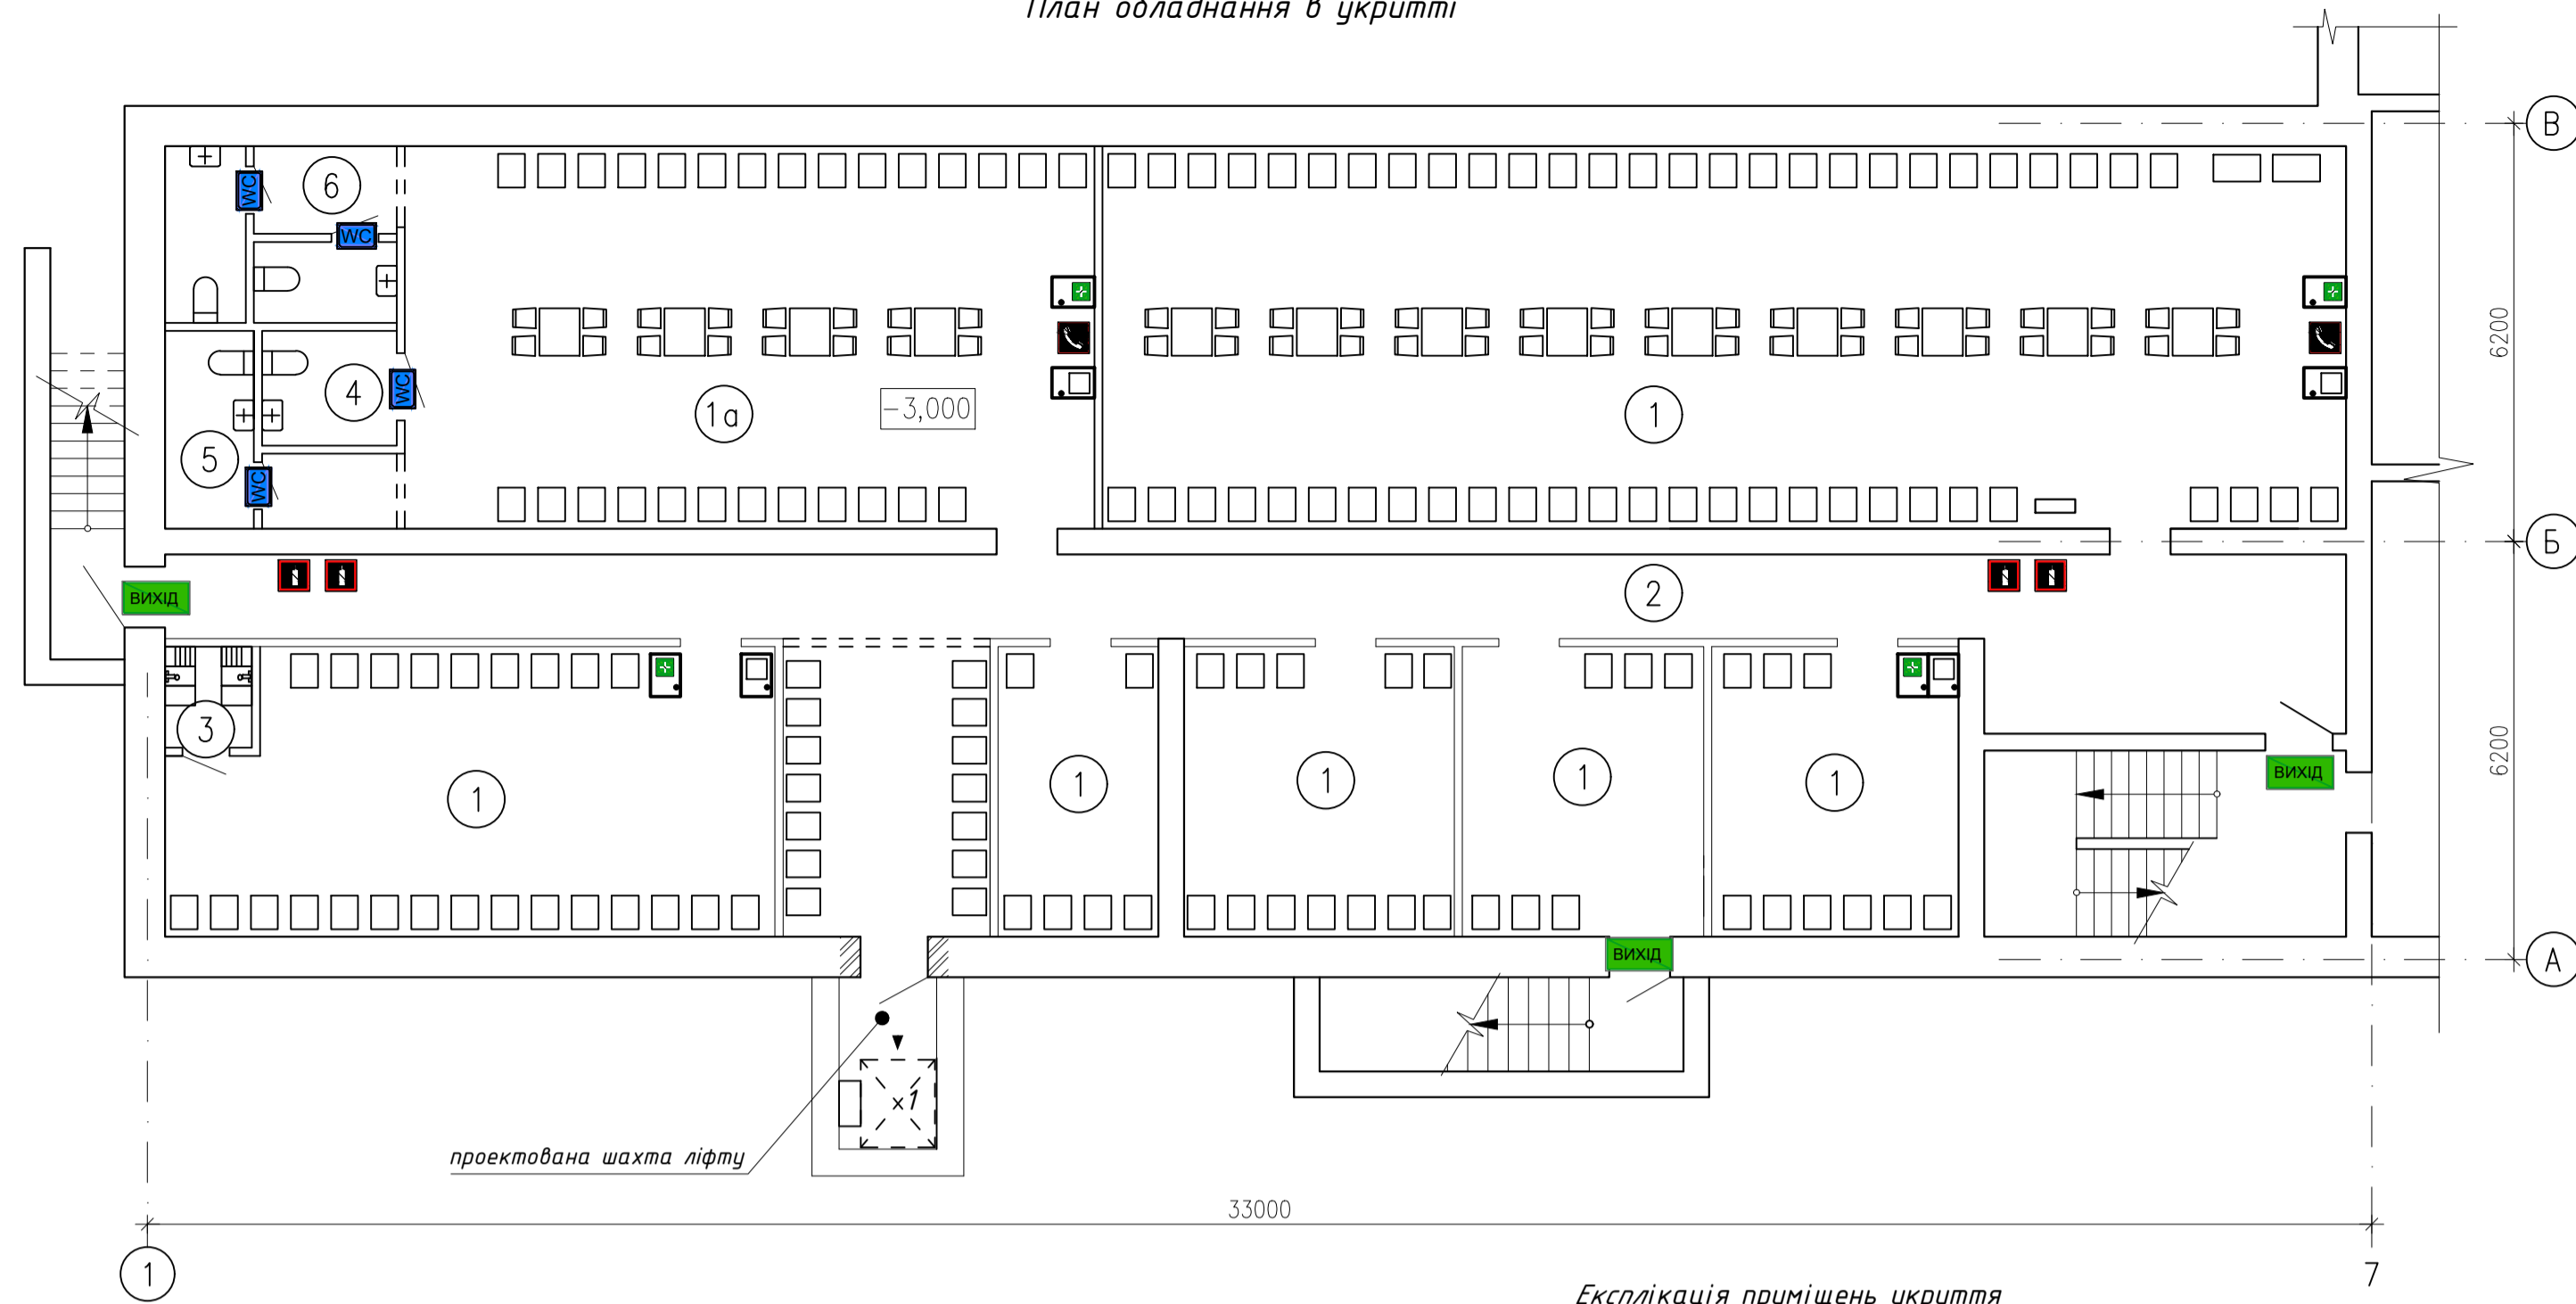 План обладнання в укритті
В
6
WC
WC
6200
4
WC
1а
-3,000
1
5
WC
Б
ВИХІД
2
3
1
1
1
1
1
6200
ВИХІД
ВИХІД
А
×1
проектована шахта ліфту
33000
1
7
Експлікація приміщень укриття